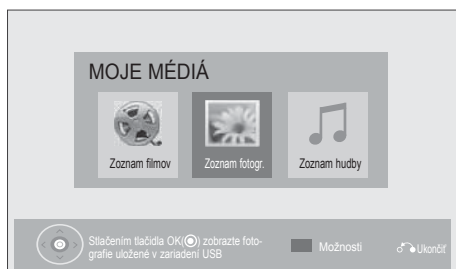 MOJE MÉDIÁ
Zoznam filmov
Zoznam fotogr.
Zoznam hudby
Stlačením tlačidla OK(◉) zobrazte foto-
grafie uložené v zariadení USB
Možnosti
Ukončiť